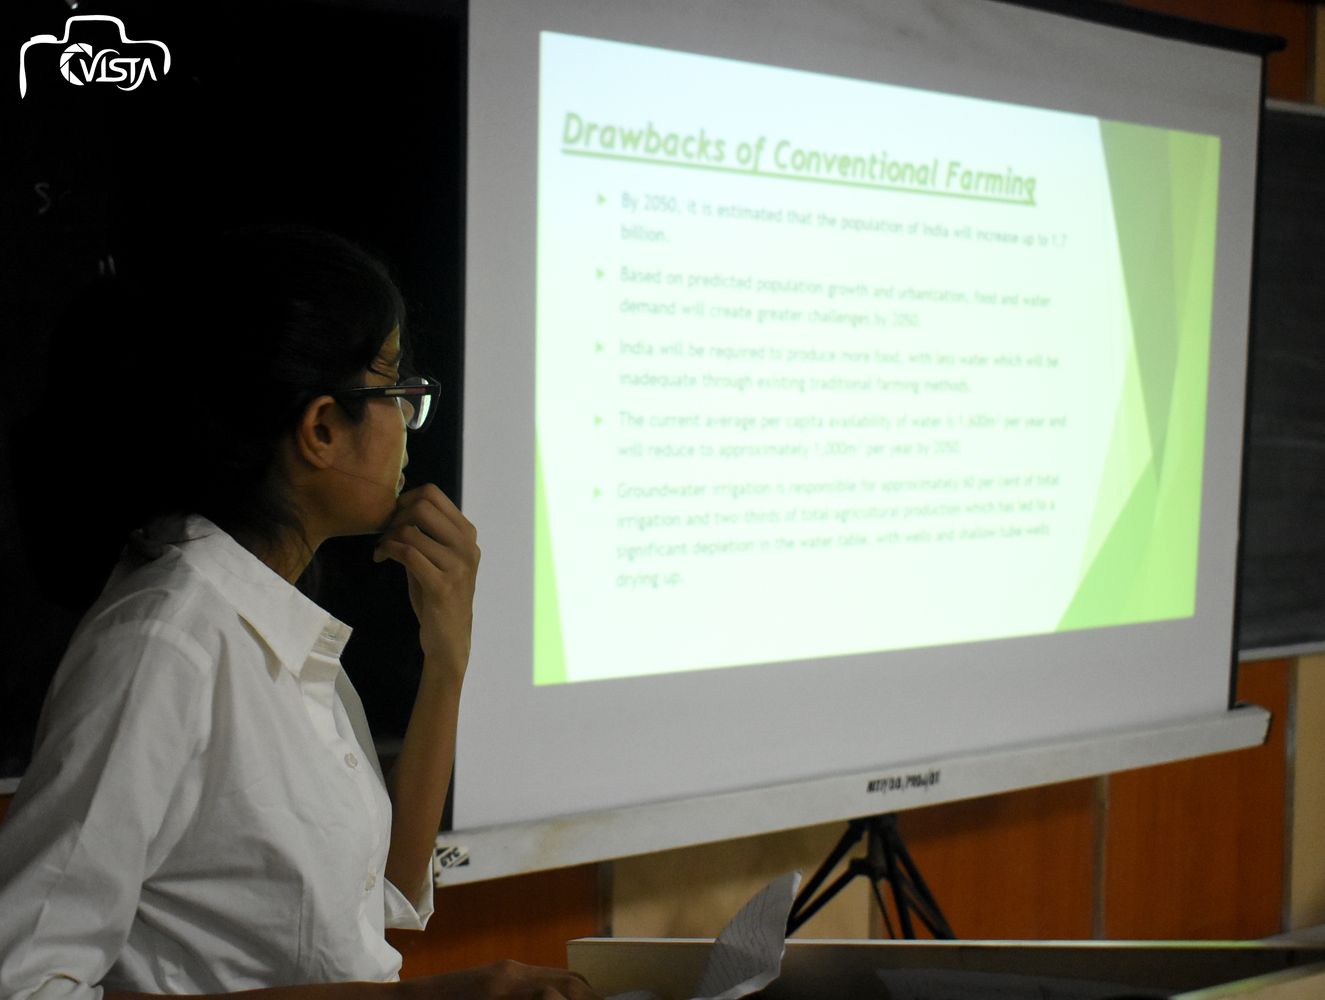 VISTA
Drawbacks of Conventional Farming
By 2050, it is estimated that the population of India will increase up to 1.7
billion.
Based on predicted population growth and urbanization, food and water
demand will create greater challenges by 2050.
India will be required to produce more food, with less water which will be
inadequate through existing traditional farming methods.
The current average per capita availability of water is 1,600m³ per year and
will reduce to approximately 1,000m³ per year by 2050.
Groundwater irrigation is responsible for approximately 60 per cent of total
irrigation and two-thirds of total agricultural production which has led to a
significant depletion in the water table, with wells and shallow tube wells
drying up.
GTC